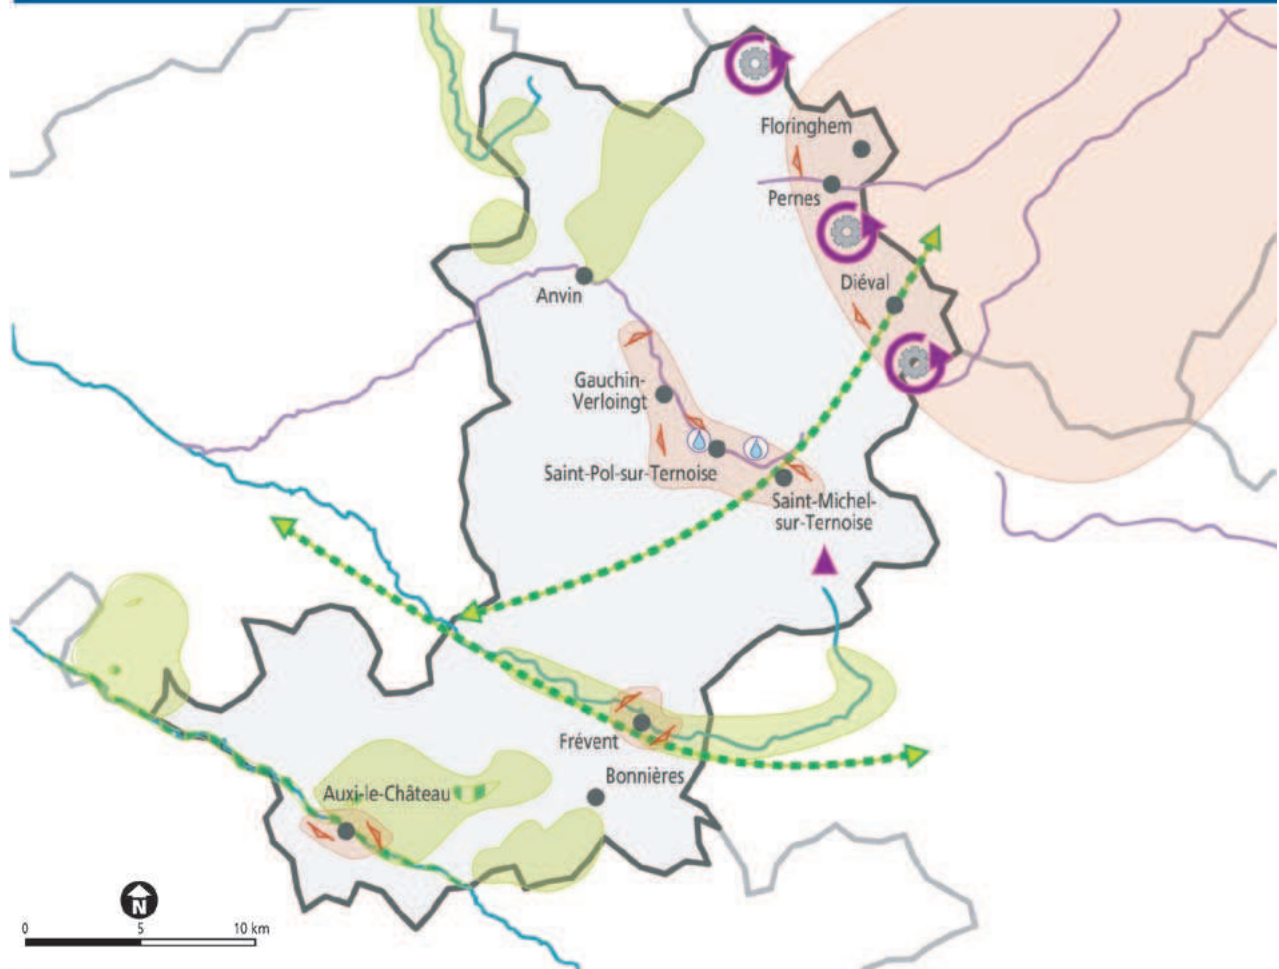 Floringhem
Pernes
Diéval
Anvin
Gauchin-
Verloingt
Saint-Pol-sur-Ternoise
Saint-Michel-
sur-Ternoise
Frévent
Bonnières
Auxi-le-Château
N
0 5 10 km